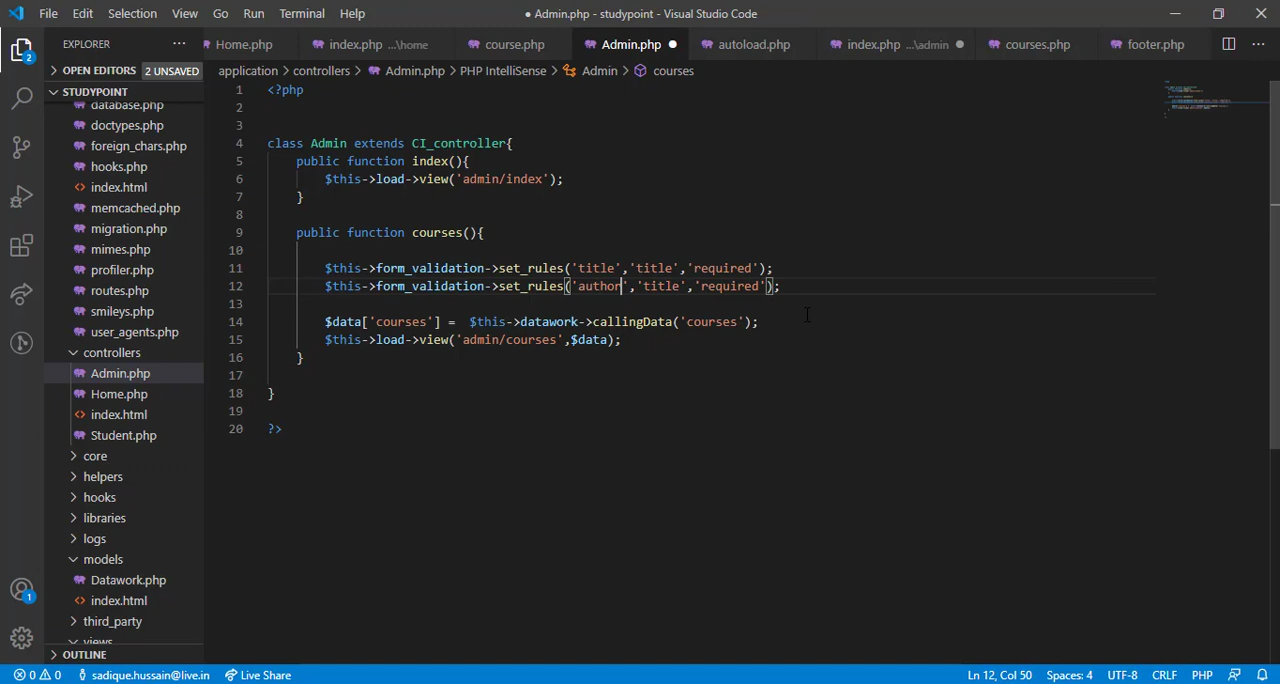 File Edit Selection View Go Run Terminal Help ● Admin.php - studypoint - Visual Studio Code
EXPLORER ··· Home.php index.php ...\home course.php Admin.php ● autoload.php index.php ...\admin ● courses.php footer.php ···
2
OPEN EDITORS 2 UNSAVED
application > controllers > Admin.php > PHP IntelliSense > Admin > courses
STUDYPOINT
database.php
doctypes.php
foreign_chars.php
hooks.php
index.html
memcached.php
migration.php
mimes.php
profiler.php
routes.php
smileys.php
user_agents.php
controllers
Admin.php
Home.php
index.html
Student.php
core
helpers
hooks
libraries
logs
models
Datawork.php
index.html
third_party
views
OUTLINE
1 <?php
2
3
4 class Admin extends CI_controller{
5 public function index(){
6 $this->load->view('admin/index');
7 }
8
9 public function courses(){
10
11 $this->form_validation->set_rules('title','title','required');
12 $this->form_validation->set_rules('author','title','required');
13
14 $data['courses'] =  $this->datawork->callingData('courses');
15 $this->load->view('admin/courses',$data);
16 }
17
18 }
19
20 ?>
1
0 0 sadique.hussain@live.in Live Share Ln 12, Col 50 Spaces: 4 UTF-8 CRLF PHP